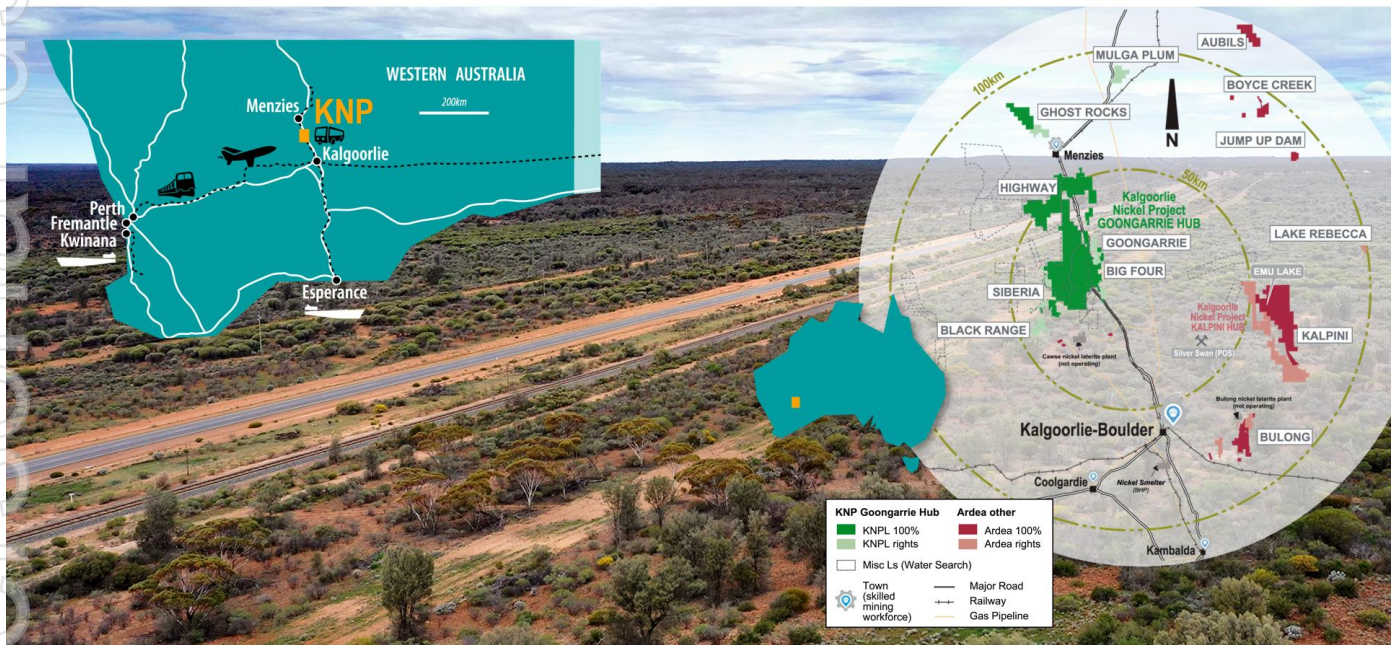 WESTERN AUSTRALIA
200km
Menzies
KNP
Kalgoorlie
Perth
Fremantle
Kwinana
Esperance
100km
AUBILS
MULGA PLUM
BOYCE CREEK
GHOST ROCKS
N
JUMP UP DAM
Menzies
50km
HIGHWAY
Kalgoorlie
Nickel Project
GOONGARRIE HUB
LAKE REBECCA
GOONGARRIE
BIG FOUR
EMU LAKE
SIBERIA
Kalgoorlie
Nickel Project
KALPINI HUB
BLACK RANGE
KALPINI
Silver Swan (POS)
Cawse nickel laterite plant
(not operating)
Bulong nickel laterite plant
(not operating)
Kalgoorlie-Boulder
BULONG
Coolgardie
Nickel Smelter
(BHP)
Kambalda
KNP Goongarrie Hub
KNPL 100%
KNPL rights
Ardea other
Ardea 100%
Ardea rights
Misc Ls (Water Search)
Town
(skilled
mining
workforce)
Major Road
Railway
Gas Pipeline